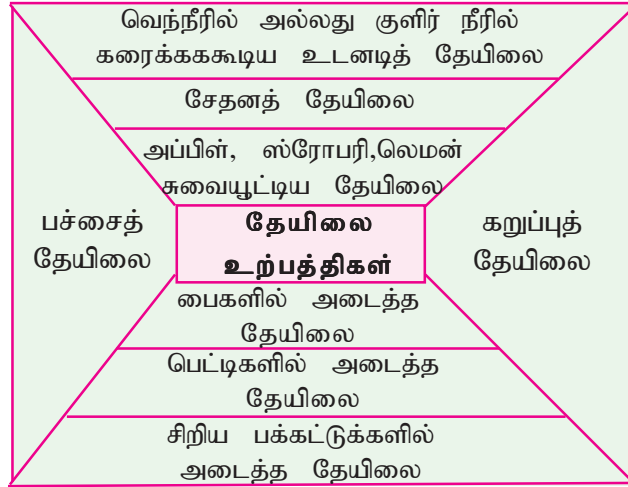 வெந்நீரில் அல்லது குளிர் நீரில்
கரைக்ககூடிய உடனடித் தேயிலை
சேதனத் தேயிலை
அப்பிள், ஸ்ரோபரி,லெமன்
சுவையூட்டிய தேயிலை
பச்சைத்
தேயிலை
தேயிலை
உற்பத்திகள்
கறுப்புத்
தேயிலை
பைகளில் அடைத்த
தேயிலை
பெட்டிகளில் அடைத்த
தேயிலை
சிறிய பக்கட்டுக்களில்
அடைத்த தேயிலை